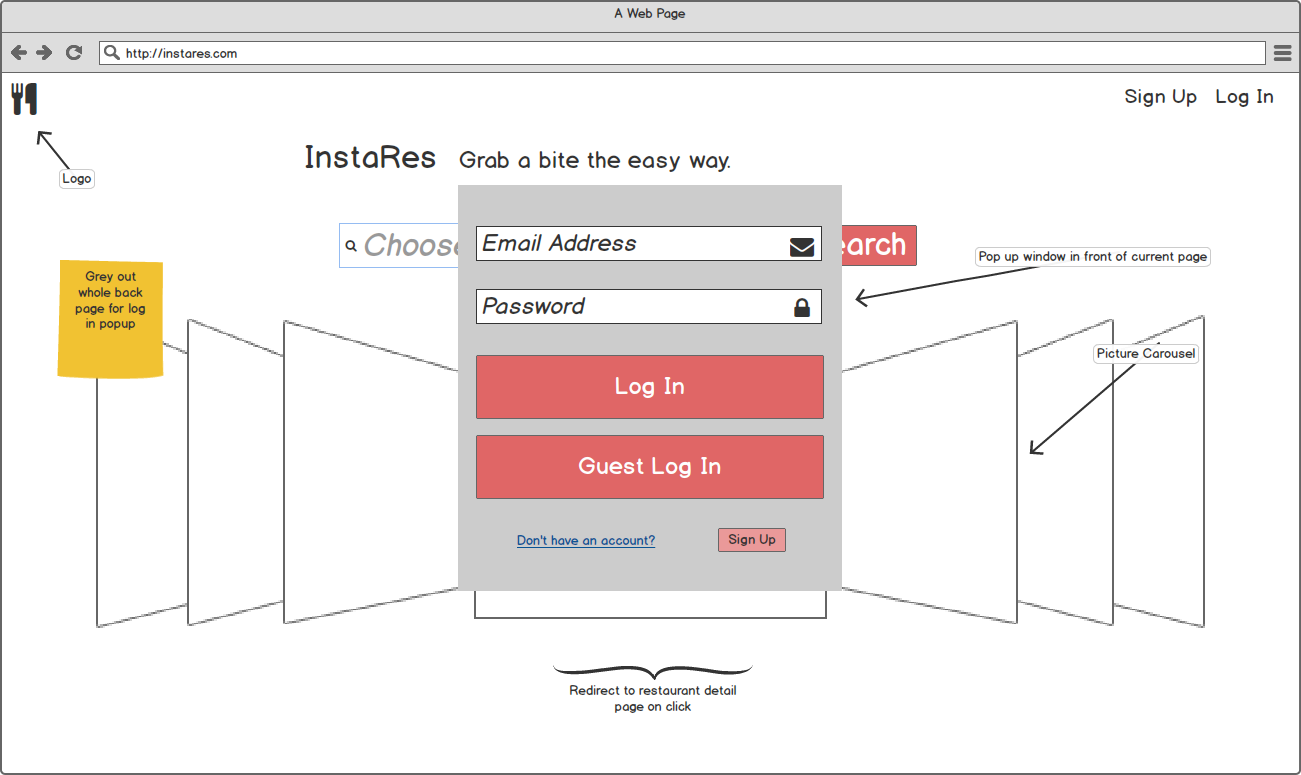 A Web Page
http://instares.com
Sign Up Log In
InstaRes Grab a bite the easy way.
Logo
Choose
earch
Email Address
Pop up window in front of current page
Grey out
whole back
page for log
in popup
Password
Picture Carousel
Log In
Guest Log In
Don't have an account? Sign Up
Redirect to restaurant detail
page on click